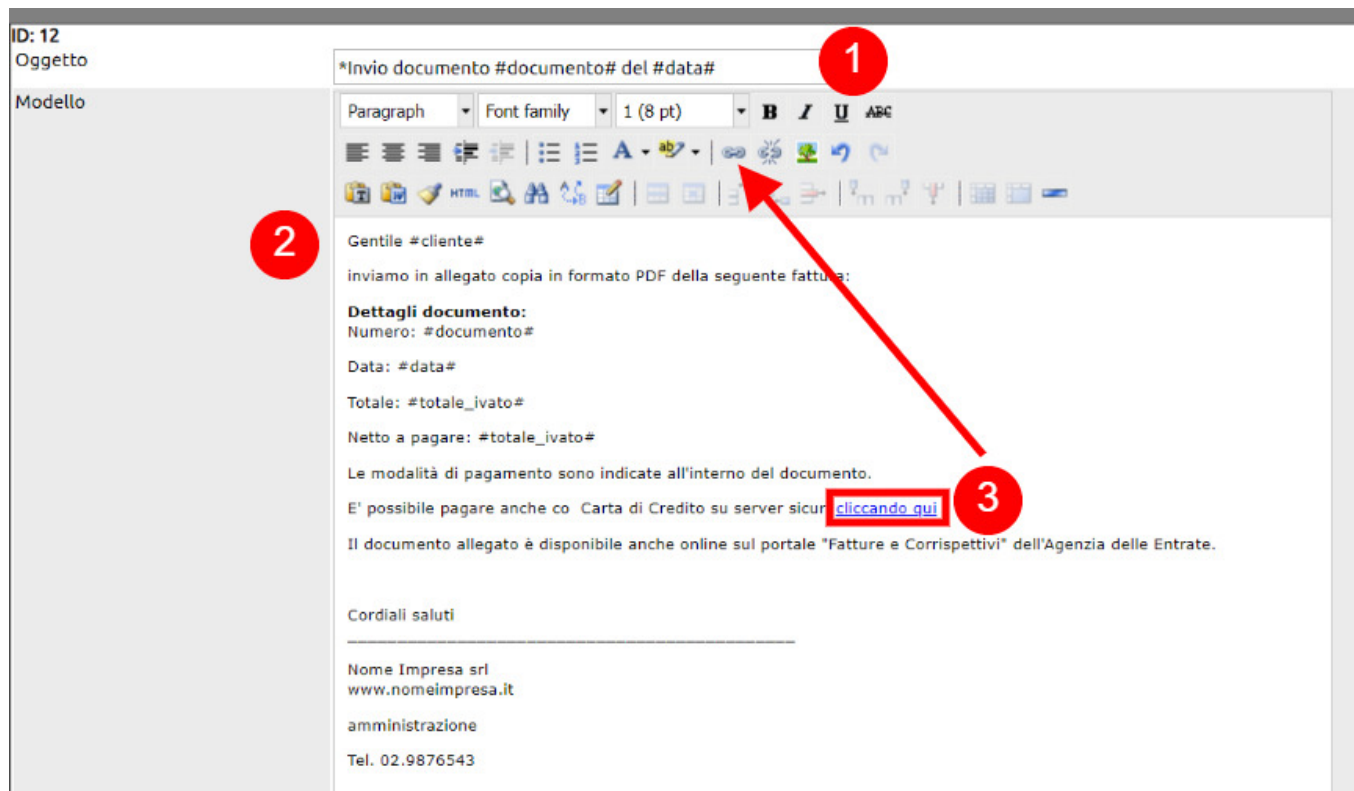 ID: 12
Oggetto
*Invio documento #documento# del #data#
1
Modello
Paragraph Font family 1 (8 pt) B I U ABC
A ab
HTML
2
Gentile #cliente#
inviamo in allegato copia in formato PDF della seguente fattura:
Dettagli documento:
Numero: #documento#
Data: #data#
Totale: #totale_ivato#
Netto a pagare: #totale_ivato#
Le modalità di pagamento sono indicate all'interno del documento.
E' possibile pagare anche co Carta di Credito su server sicur cliccando qui
3
Il documento allegato è disponibile anche online sul portale "Fatture e Corrispettivi" dell'Agenzia delle Entrate.
Cordiali saluti
Nome Impresa srl
www.nomeimpresa.it
amministrazione
Tel. 02.9876543